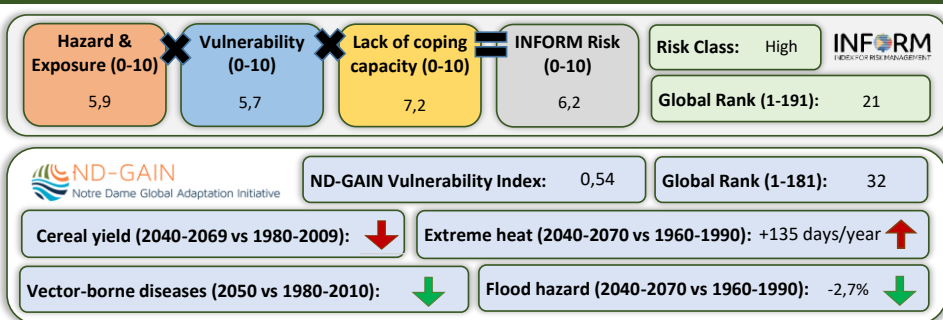 Hazard & Exposure (0-10)
5,9
Vulnerability (0-10)
5,7
Lack of coping capacity (0-10)
7,2
INFORM Risk (0-10)
6,2
Risk Class: High
INFORM
INDEX FOR RISK MANAGEMENT
Global Rank (1-191): 21
ND-GAIN
Notre Dame Global Adaptation Initiative
ND-GAIN Vulnerability Index: 0,54
Global Rank (1-181): 32
Cereal yield (2040-2069 vs 1980-2009):
Extreme heat (2040-2070 vs 1960-1990): +135 days/year
Vector-borne diseases (2050 vs 1980-2010):
Flood hazard (2040-2070 vs 1960-1990): -2,7%